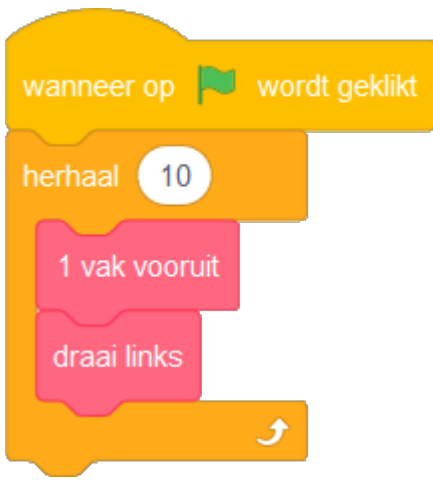 wanneer op wordt geklikt
herhaal 10
1 vak vooruit
draai links